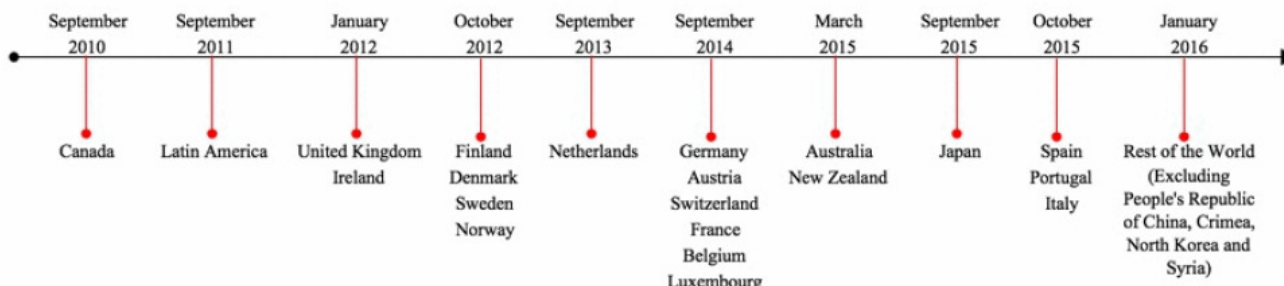 September
2010
September
2011
January
2012
October
2012
September
2013
September
2014
March
2015
September
2015
October
2015
January
2016
Canada
Latin America
United Kingdom
Ireland
Finland
Denmark
Sweden
Norway
Netherlands
Germany
Austria
Switzerland
France
Belgium
Luxembourg
Australia
New Zealand
Japan
Spain
Portugal
Italy
Rest of the World
(Excluding
People's Republic
of China, Crimea,
North Korea and
Syria)